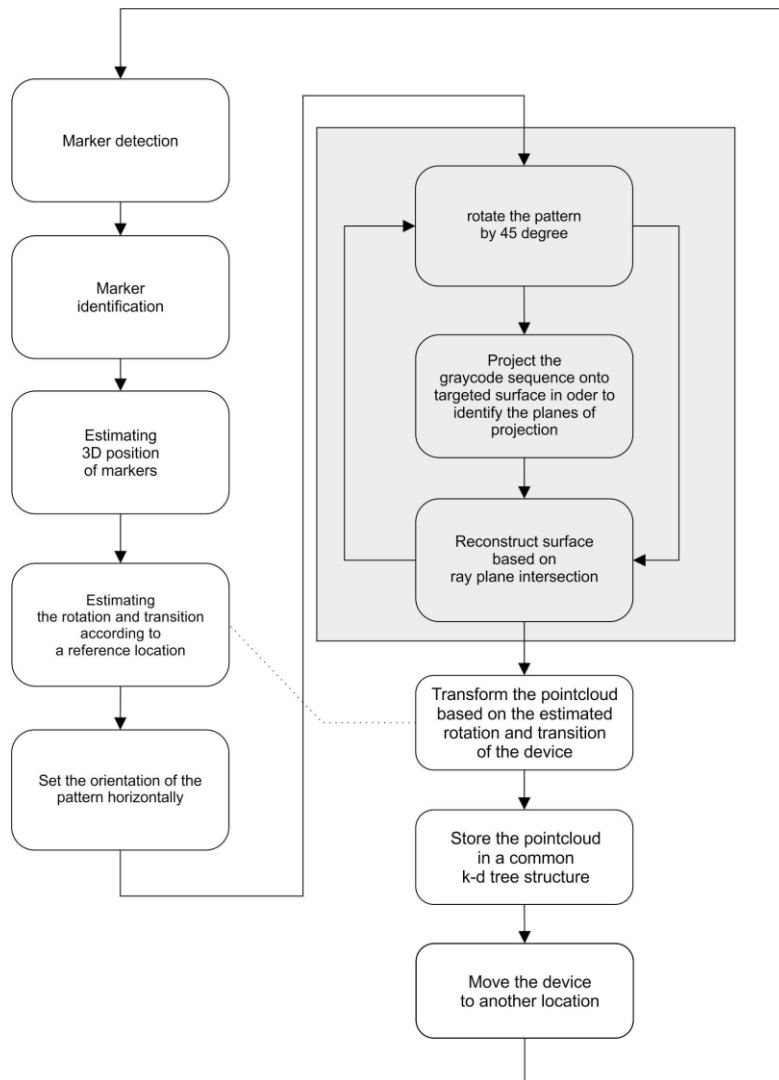 Marker detection
Marker
identification
Estimating
3D position
of markers
Estimating
the rotation and transition
according to
a reference location
Set the orientation of the
pattern horizontally
rotate the pattern
by 45 degree
Project the
graycode sequence onto
targeted surface in oder to
identify the planes of
projection
Reconstruct surface
based on
ray plane intersection
Transform the pointcloud
based on the estimated
rotation and transition
of the device
Store the pointcloud
in a common
k-d tree structure
Move the device
to another location